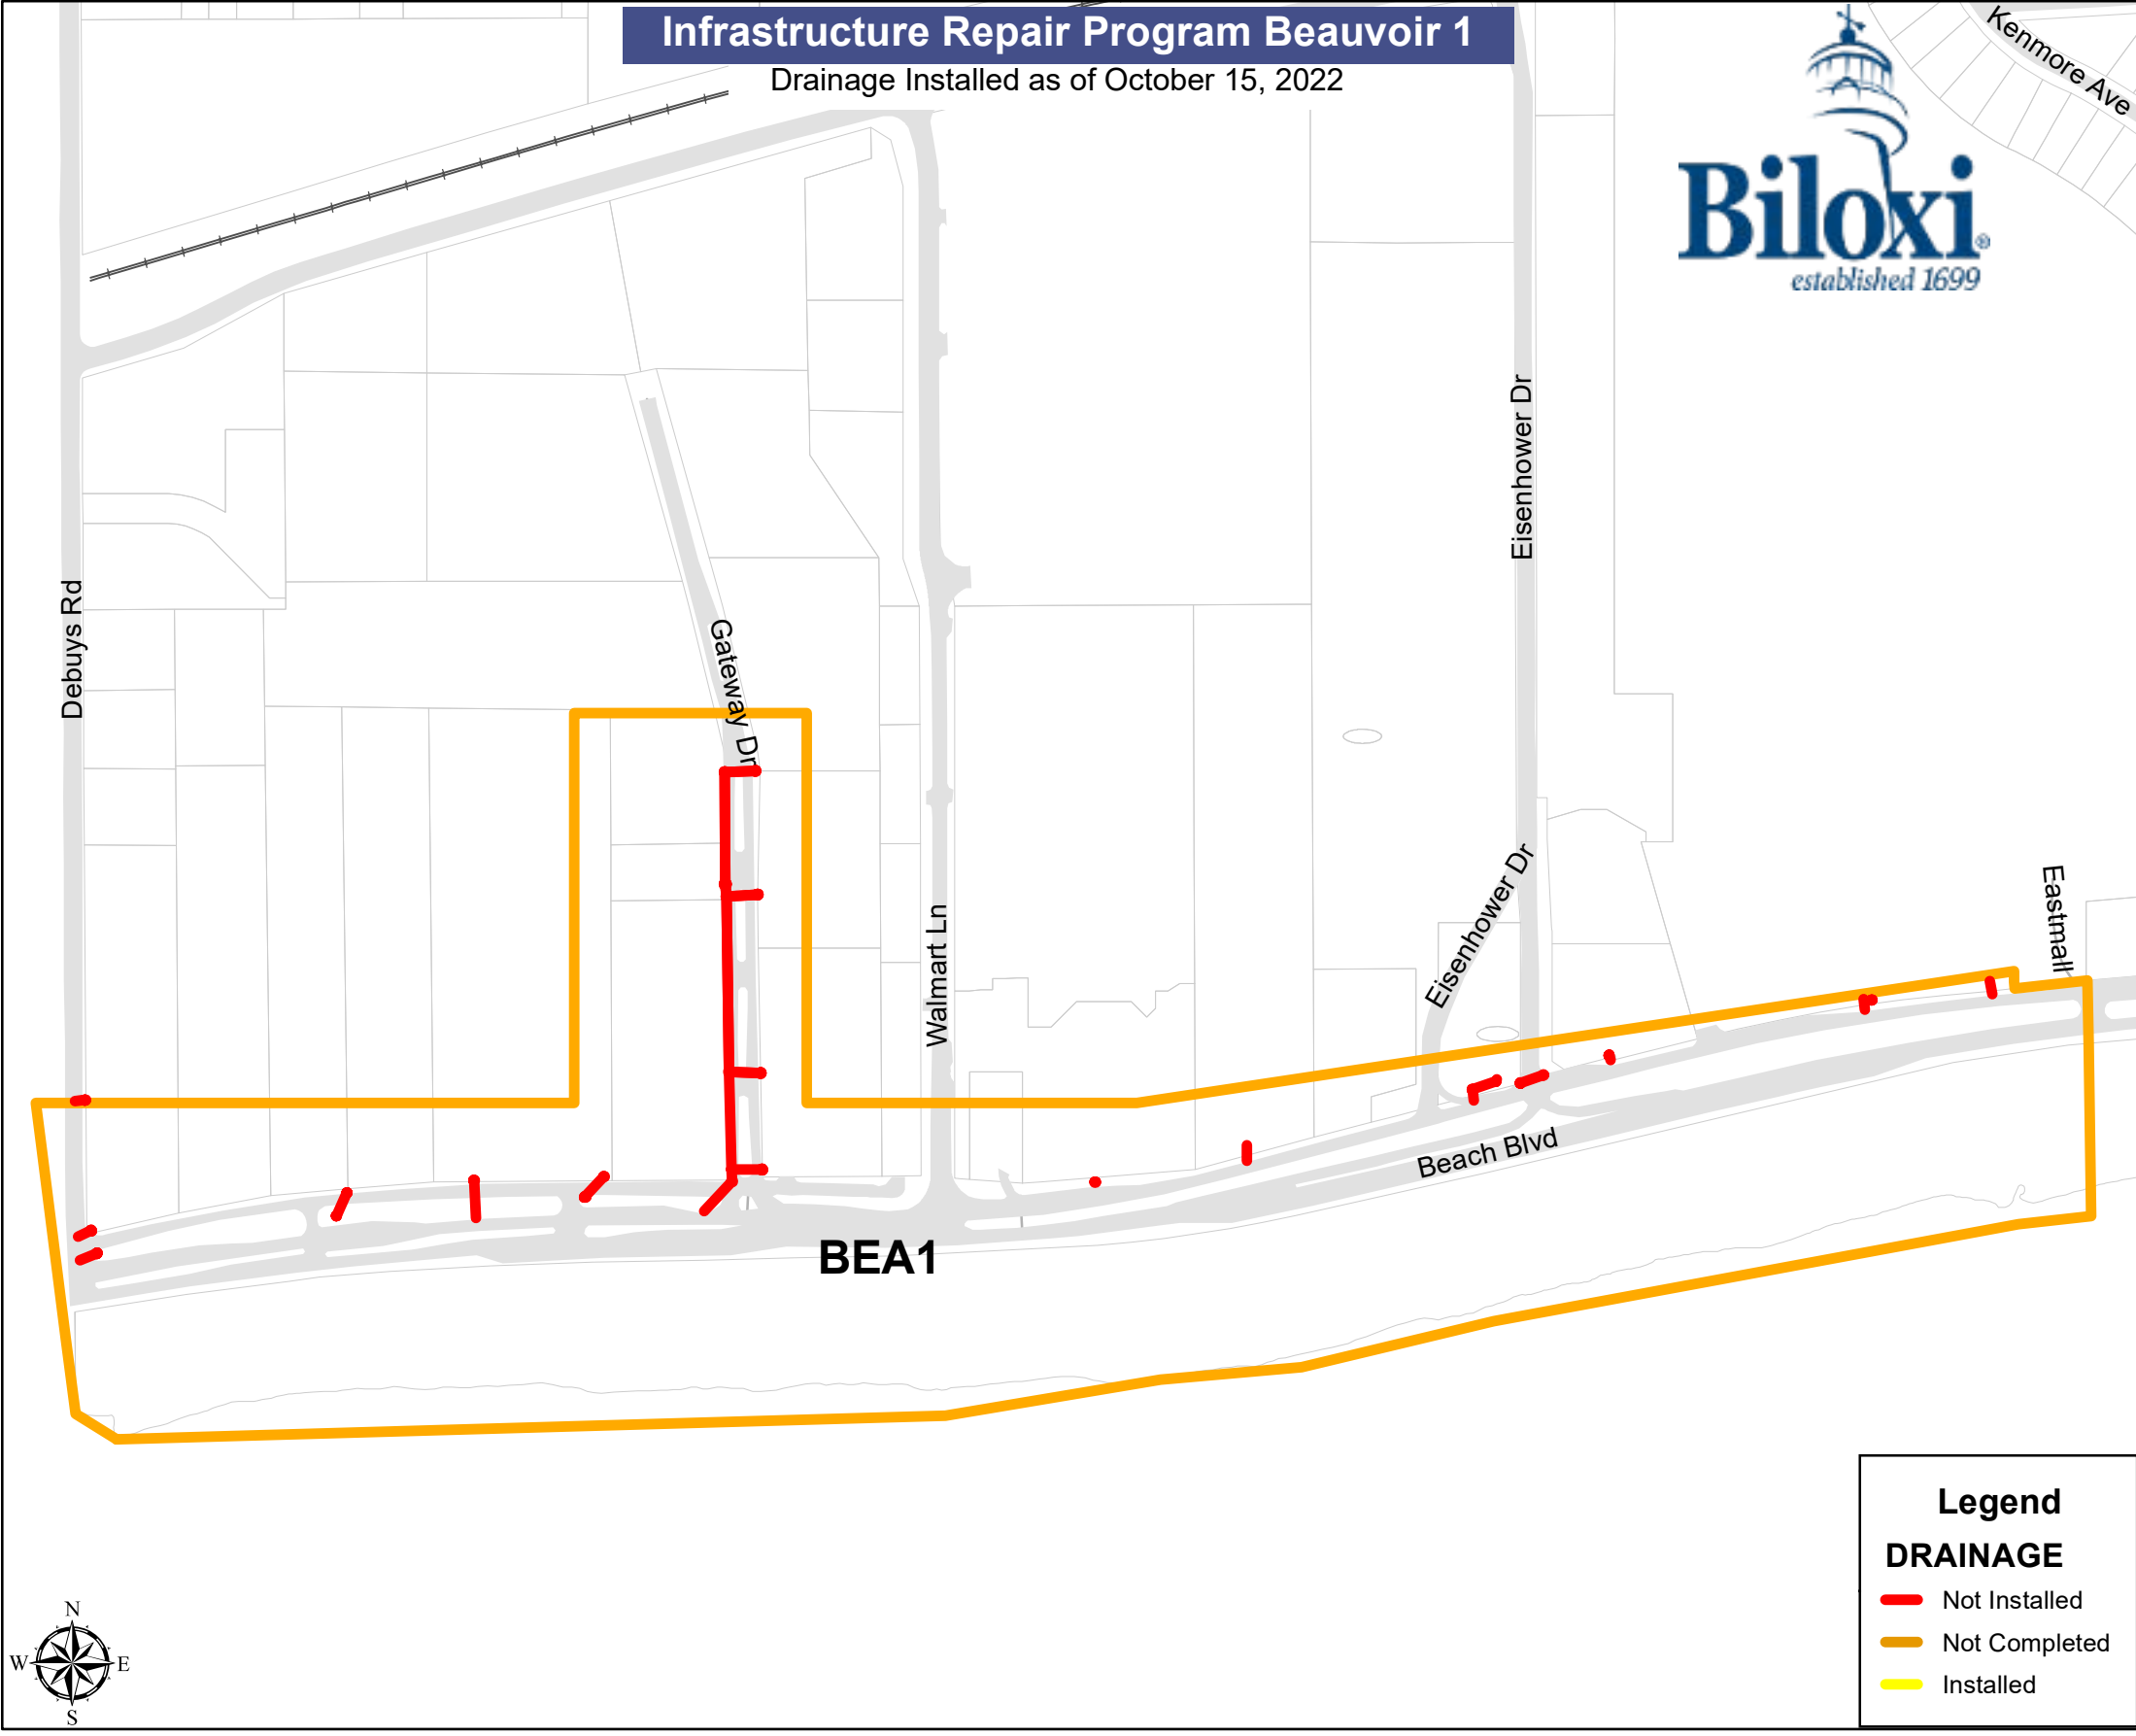 Infrastructure Repair Program Beauvoir 1
Drainage Installed as of October 15, 2022
Kenmore Ave
Biloxi®
established 1699
Eisenhower Dr
Debuys Rd
Gateway Dr
Eisenhower Dr
Eastmall
Walmart Ln
Beach Blvd
BEA1
Legend
DRAINAGE
Not Installed
Not Completed
Installed
N
W E
S